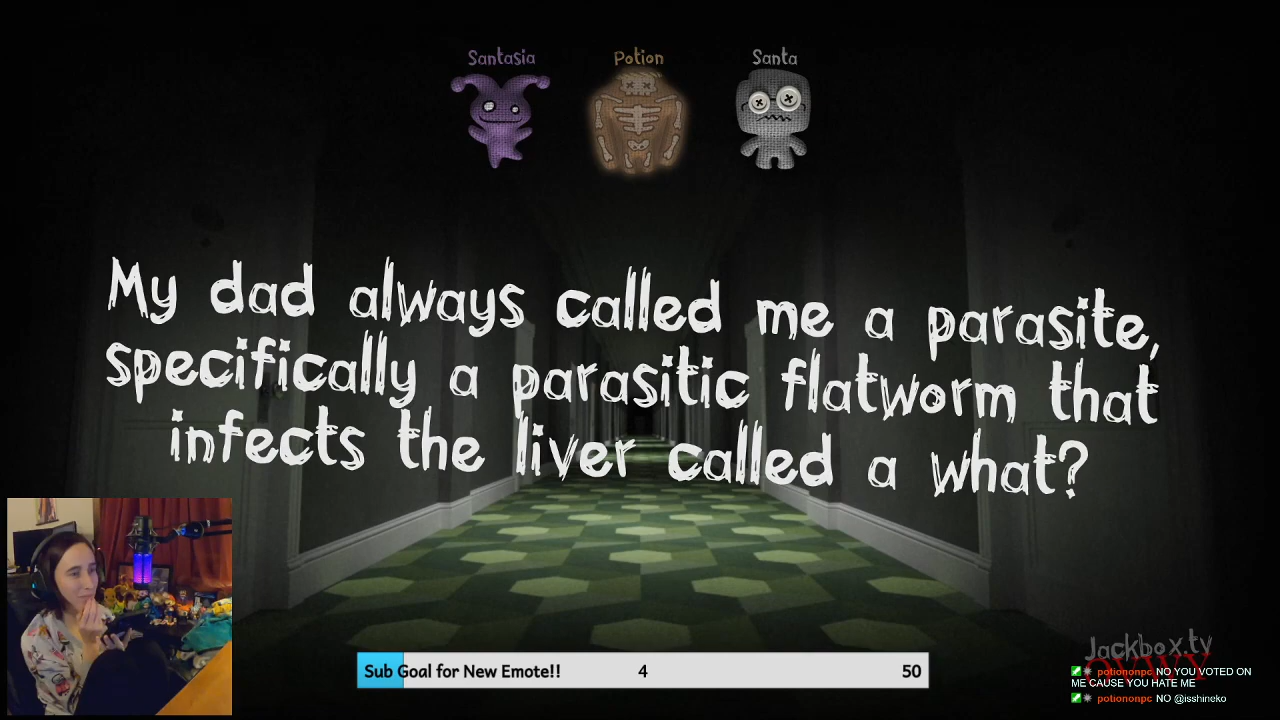 Santasia
Potion
Santa
My dad always called me a parasite,
specifically a parasitic flatworm that
infects the liver called a what?
Sub Goal for New Emote!! 4 50
Jackbox.tv
potiononpc NO YOU VOTED ON
ME CAUSE YOU HATE ME
potiononpc NO @isshineko